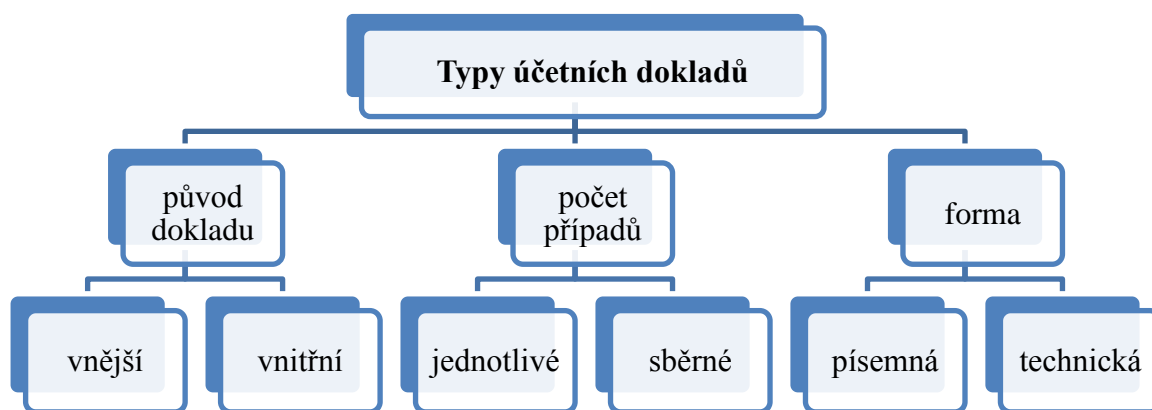 Typy účetních dokladů
původ
dokladu
počet
případů
forma
vnější
vnitřní
jednotlivé
sběrné
písemná
technická